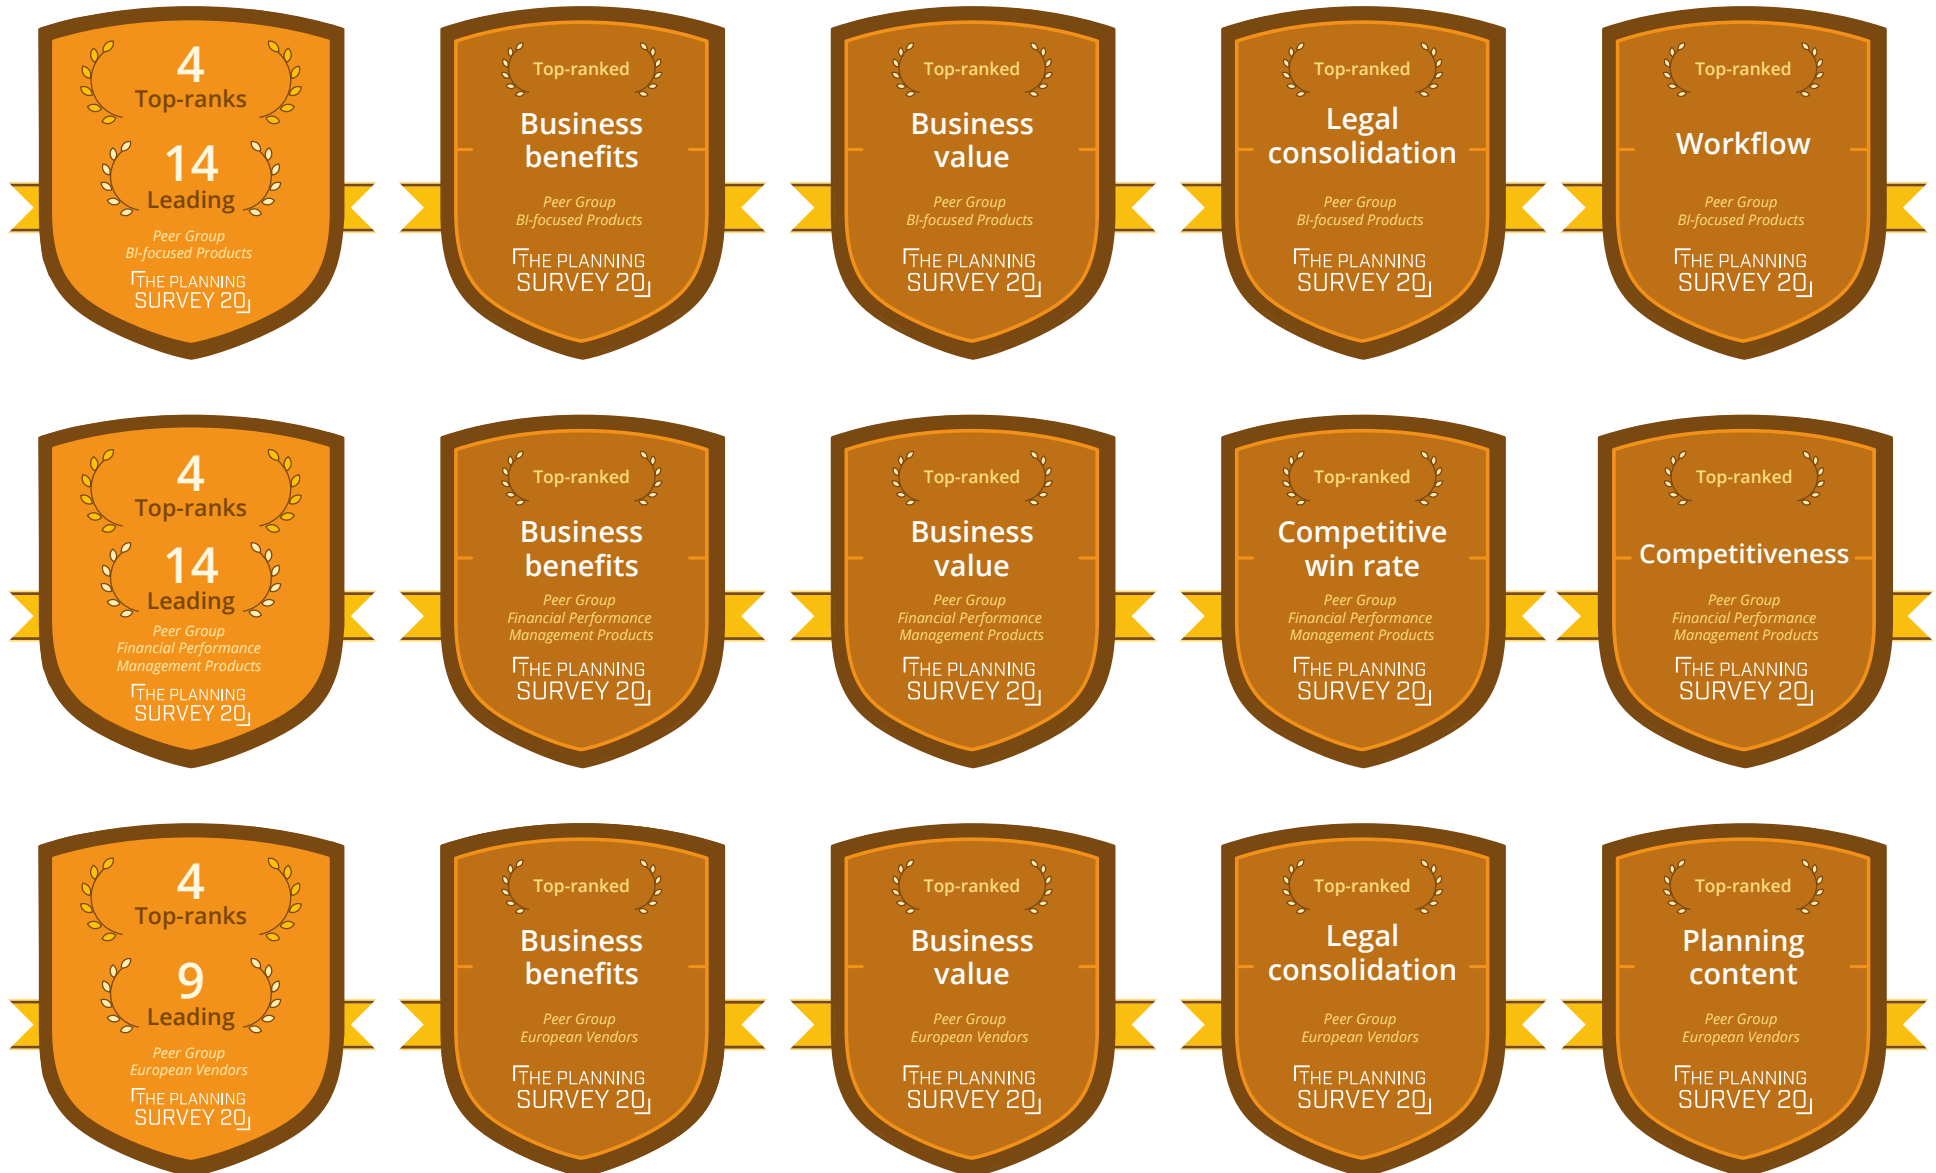 4
Top-ranks
14
Leading
Peer Group
BI-focused Products
THE PLANNING
SURVEY 20
Top-ranked
Business
benefits
Peer Group
BI-focused Products
THE PLANNING
SURVEY 20
Top-ranked
Business
value
Peer Group
BI-focused Products
THE PLANNING
SURVEY 20
Top-ranked
Legal
consolidation
Peer Group
BI-focused Products
THE PLANNING
SURVEY 20
Top-ranked
Workflow
Peer Group
BI-focused Products
THE PLANNING
SURVEY 20
4
Top-ranks
14
Leading
Peer Group
Financial Performance
Management Products
THE PLANNING
SURVEY 20
Top-ranked
Business
benefits
Peer Group
Financial Performance
Management Products
THE PLANNING
SURVEY 20
Top-ranked
Business
value
Peer Group
Financial Performance
Management Products
THE PLANNING
SURVEY 20
Top-ranked
Competitive
win rate
Peer Group
Financial Performance
Management Products
THE PLANNING
SURVEY 20
Top-ranked
Competitiveness
Peer Group
Financial Performance
Management Products
THE PLANNING
SURVEY 20
4
Top-ranks
9
Leading
Peer Group
European Vendors
THE PLANNING
SURVEY 20
Top-ranked
Business
benefits
Peer Group
European Vendors
THE PLANNING
SURVEY 20
Top-ranked
Business
value
Peer Group
European Vendors
THE PLANNING
SURVEY 20
Top-ranked
Legal
consolidation
Peer Group
European Vendors
THE PLANNING
SURVEY 20
Top-ranked
Planning
content
Peer Group
European Vendors
THE PLANNING
SURVEY 20